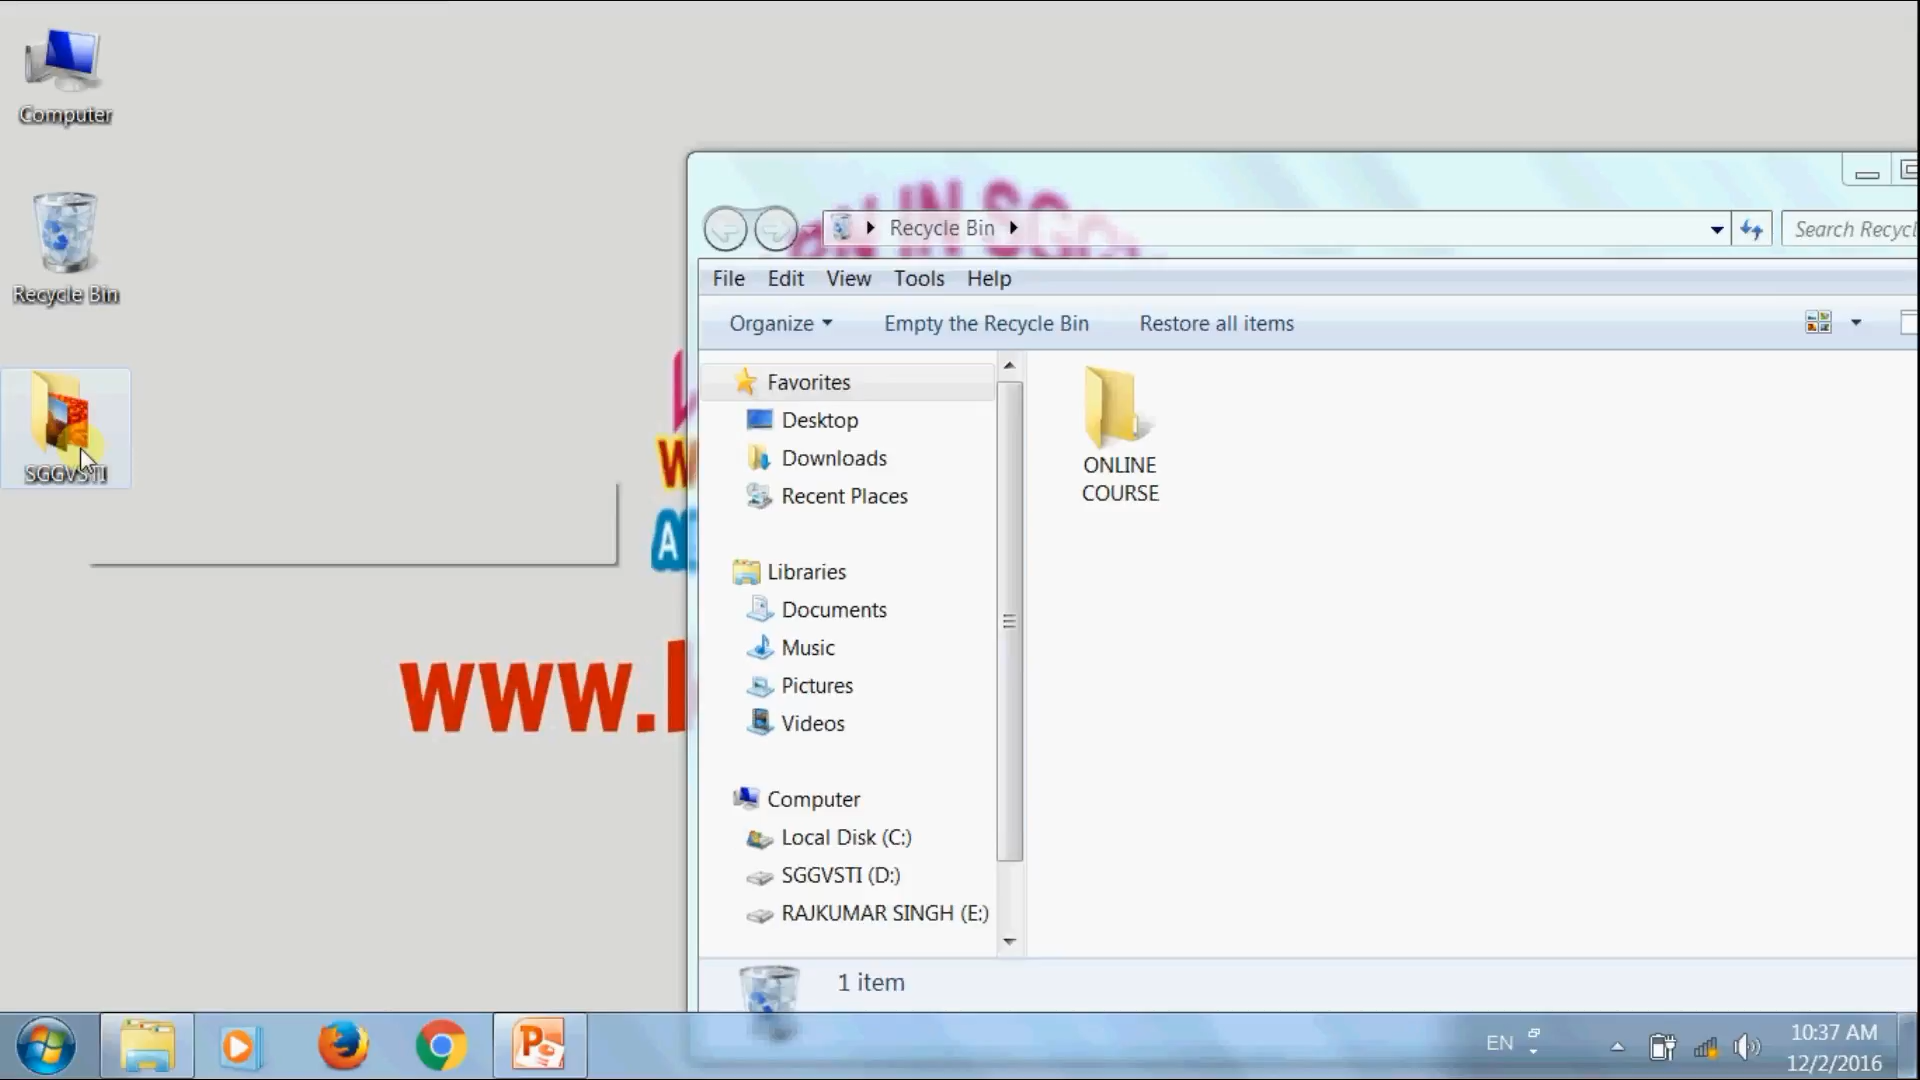 Computer
Recycle Bin
SGGVSTI
Recycle Bin
Search Recycl
File Edit View Tools Help
Organize Empty the Recycle Bin Restore all items
Favorites
Desktop
Downloads
Recent Places
Libraries
Documents
Music
Pictures
Videos
Computer
Local Disk (C:)
SGGVSTI (D:)
RAJKUMAR SINGH (E:)
ONLINE
COURSE
1 item
www.
EN
10:37 AM
12/2/2016